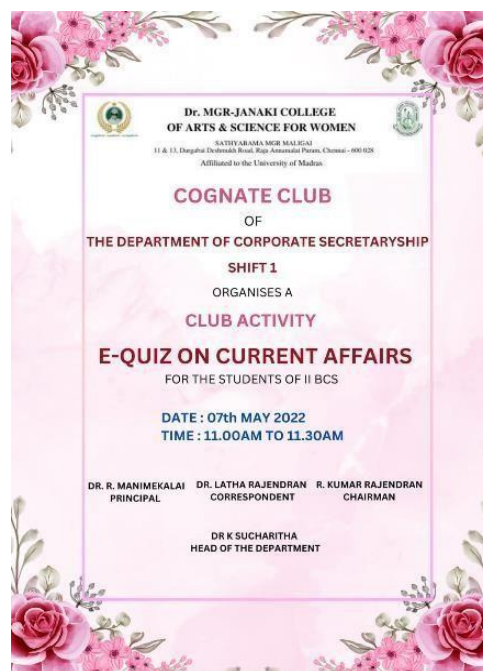 Dr. MGR-JANAKI COLLEGE
OF ARTS & SCIENCE FOR WOMEN
SATHYABAMA MGR MALIGAI
11 & 13, Durgabai Deshmukh Road, Raja Annamalai Puram, Chennai - 600 028
Affiliated to the University of Madras
COGNATE CLUB
OF
THE DEPARTMENT OF CORPORATE SECRETARYSHIP
SHIFT 1
ORGANISES A
CLUB ACTIVITY
E-QUIZ ON CURRENT AFFAIRS
FOR THE STUDENTS OF II BCS
DATE : 07th MAY 2022
TIME : 11.00AM TO 11.30AM
DR. R. MANIMEKALAI DR. LATHA RAJENDRAN R. KUMAR RAJENDRAN
PRINCIPAL CORRESPONDENT CHAIRMAN
DR K SUCHARITHA
HEAD OF THE DEPARTMENT